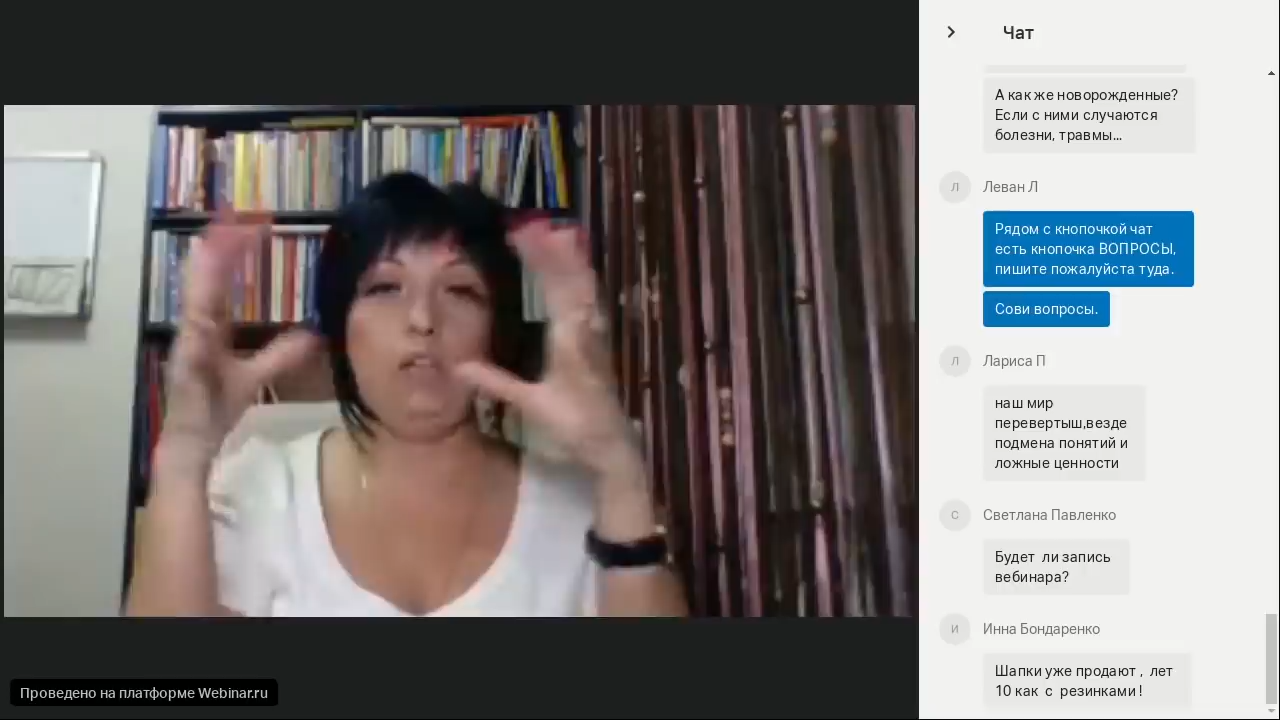 Чат
А как же новорожденные?
Если с ними случаются
болезни, травмы...
Л
Леван Л
Рядом с кнопочкой чат
есть кнопочка ВОПРОСЫ,
пишите пожалуйста туда.
Сови вопросы.
Л
Лариса П
наш мир
перевертыш,везде
подмена понятий и
ложные ценности
С
Светлана Павленко
Будет ли запись
вебинара?
И
Инна Бондаренко
Шапки уже продают , лет
10 как с резинками !
Проведено на платформе Webinar.ru